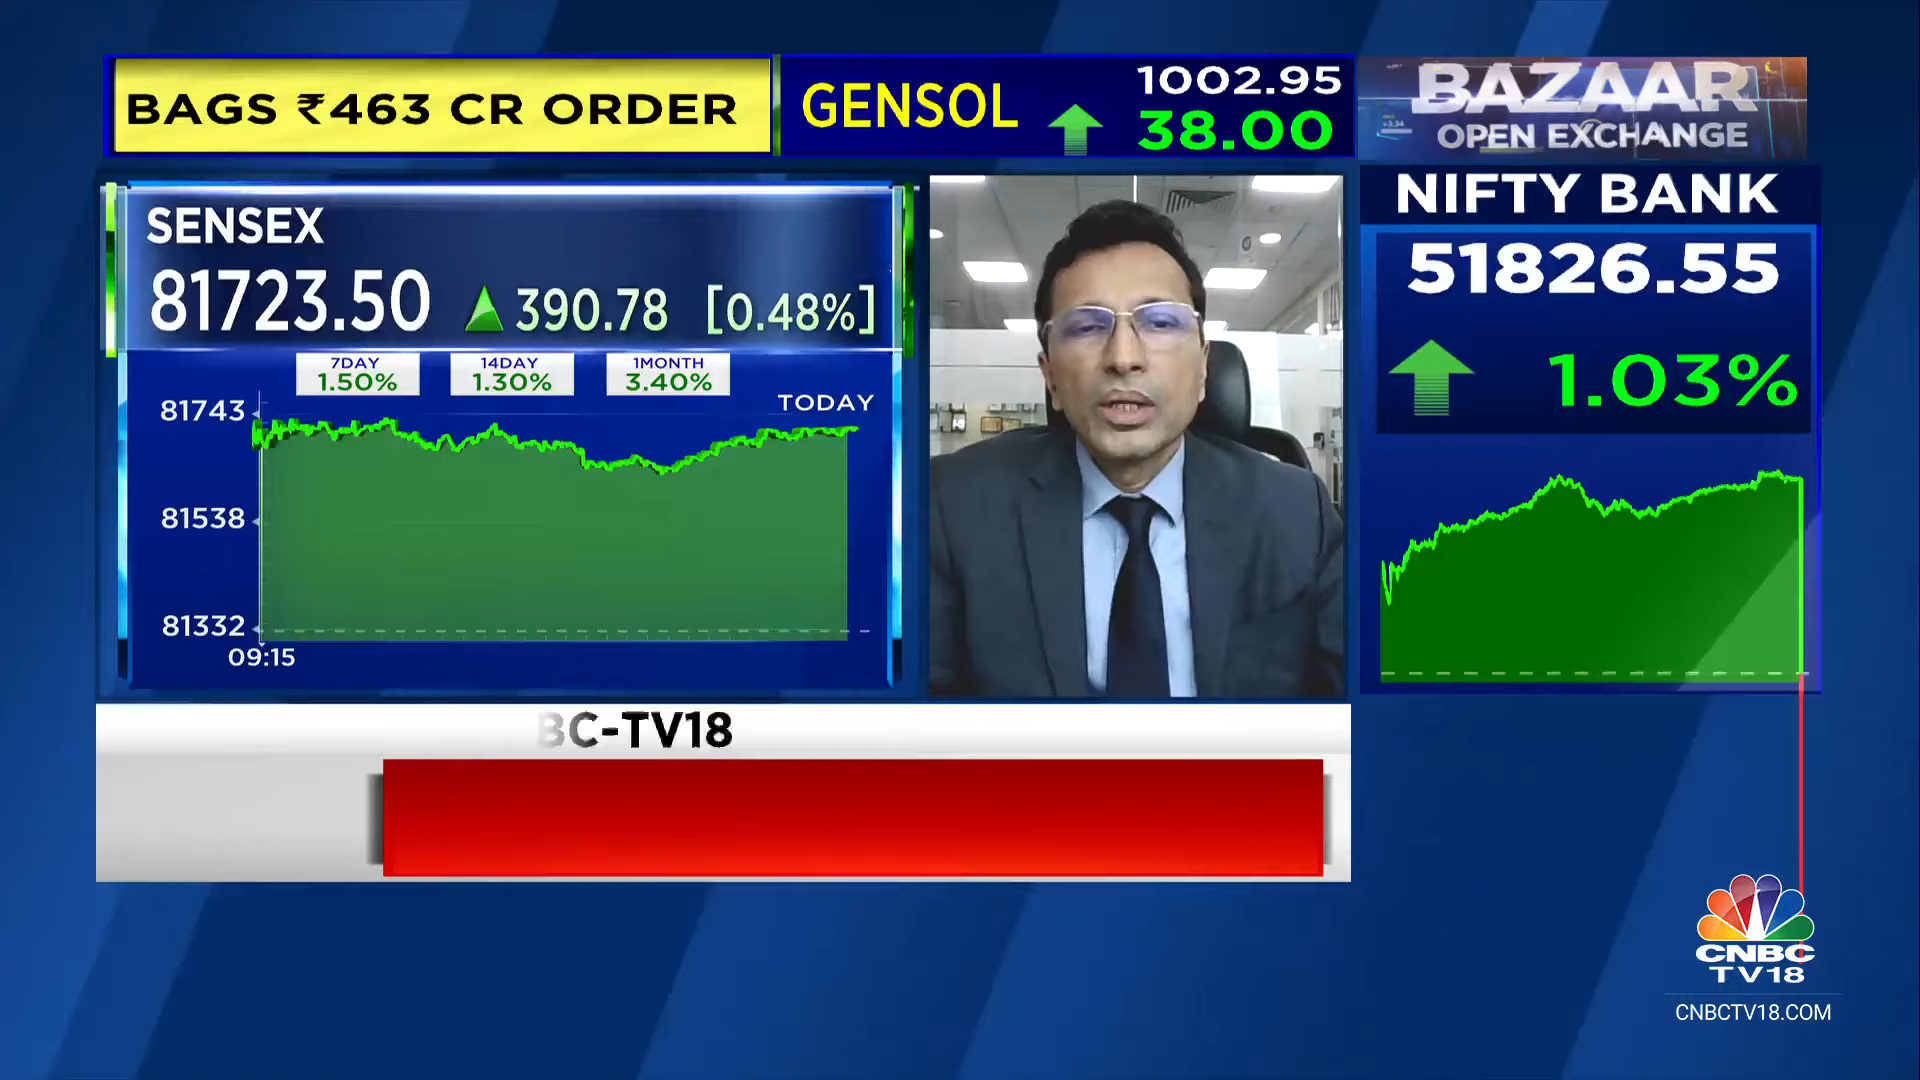 BAGS ₹463 CR ORDER
GENSOL
1002.95
38.00
BAZAAR
OPEN EXCHANGE
SENSEX
81723.50 390.78 [0.48%]
7DAY
1.50%
14DAY
1.30%
1MONTH
3.40%
TODAY
81743
81538
81332
09:15
NIFTY BANK
51826.55
1.03%
BC-TV18
CNBC
TV18
CNBCTV18.COM